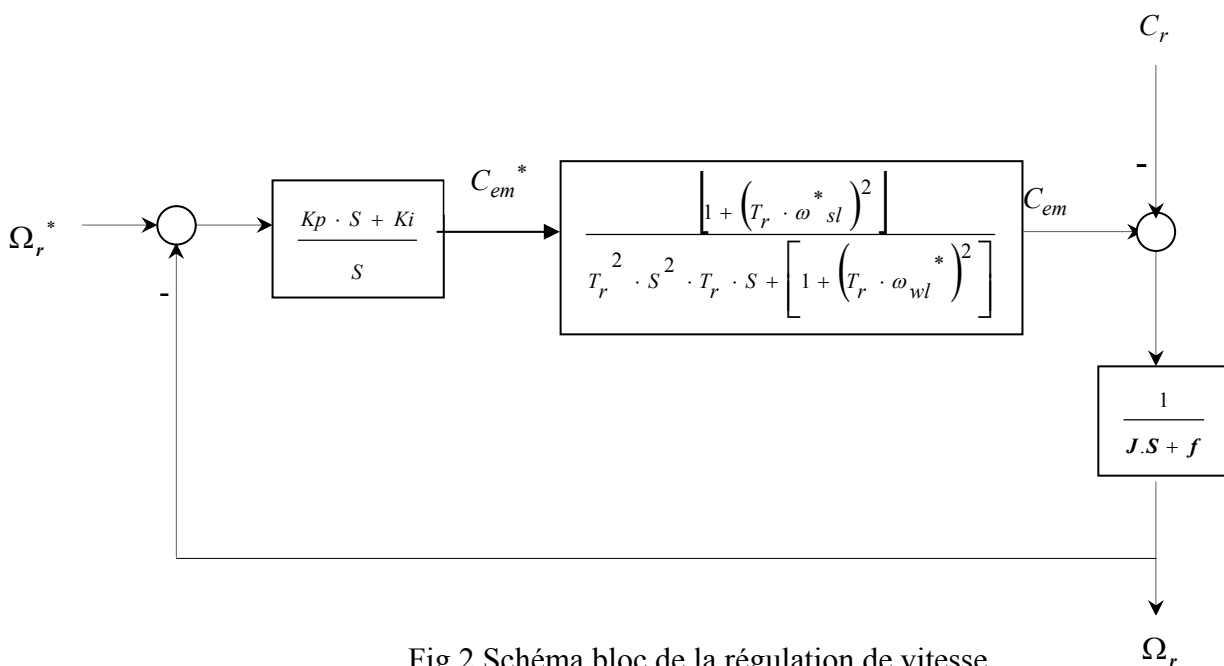 C_r
-
C_em^*
[1 + (T_r · ω^*_sl)^2]
C_em
Kp · S + Ki
S
Ω_r^*
T_r^2 · S^2 · T_r · S + [1 + (T_r · ω_wl^*)^2]
-
1
J.S + f
Fig 2 Schéma bloc de la régulation de vitesse
Ω_r